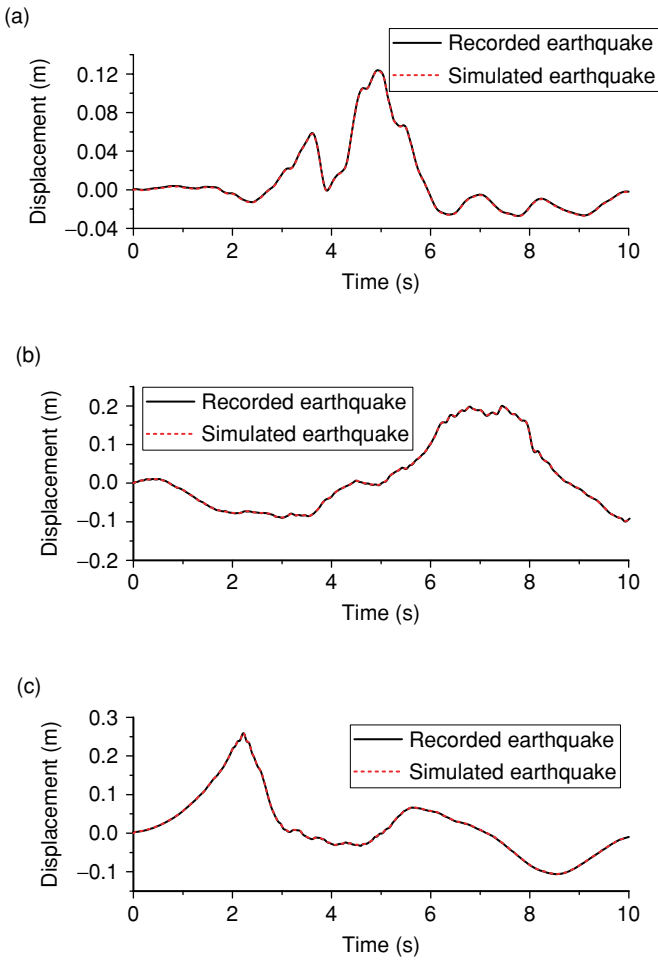 (a)
Displacement (m)
0.12
0.08
0.04
0.00
−0.04
Recorded earthquake
Simulated earthquake
0 2 4 6 8 10
Time (s)
(b)
Displacement (m)
0.2
0.1
0.0
−0.1
−0.2
Recorded earthquake
Simulated earthquake
0 2 4 6 8 10
Time (s)
(c)
Displacement (m)
0.3
0.2
0.1
0.0
−0.1
Recorded earthquake
Simulated earthquake
0 2 4 6 8 10
Time (s)